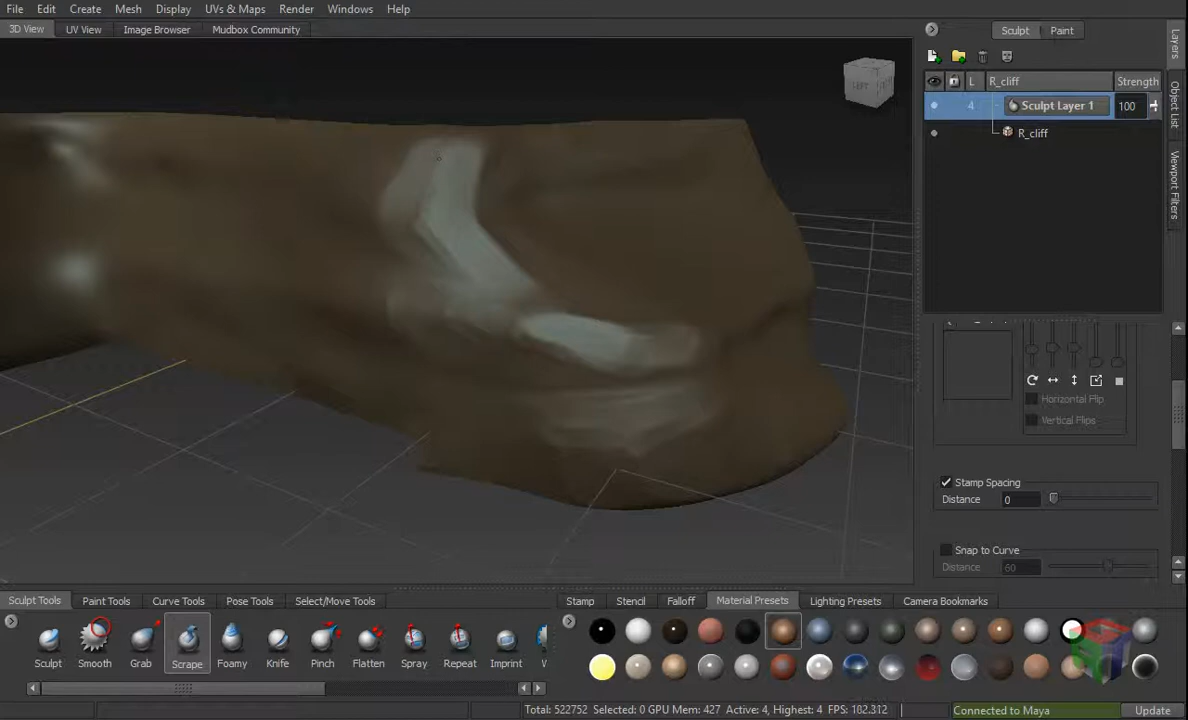 File Edit Create Mesh Display UVs & Maps Render Windows Help
3D View UV View Image Browser Mudbox Community
Sculpt Paint
Layers
Object List
Viewport Filters
L R_cliff Strength
4 Sculpt Layer 1 100
R_cliff
LEFT
Horizontal Flip
Vertical Flips
Stamp Spacing
Distance 0
Snap to Curve
Distance 60
Sculpt Tools Paint Tools Curve Tools Pose Tools Select/Move Tools
Stamp Stencil Falloff Material Presets Lighting Presets Camera Bookmarks
Sculpt Smooth Grab Scrape Foamy Knife Pinch Flatten Spray Repeat Imprint
Total: 522752 Selected: 0 GPU Mem: 427 Active: 4, Highest: 4 FPS: 182.312
Connected to Maya Update